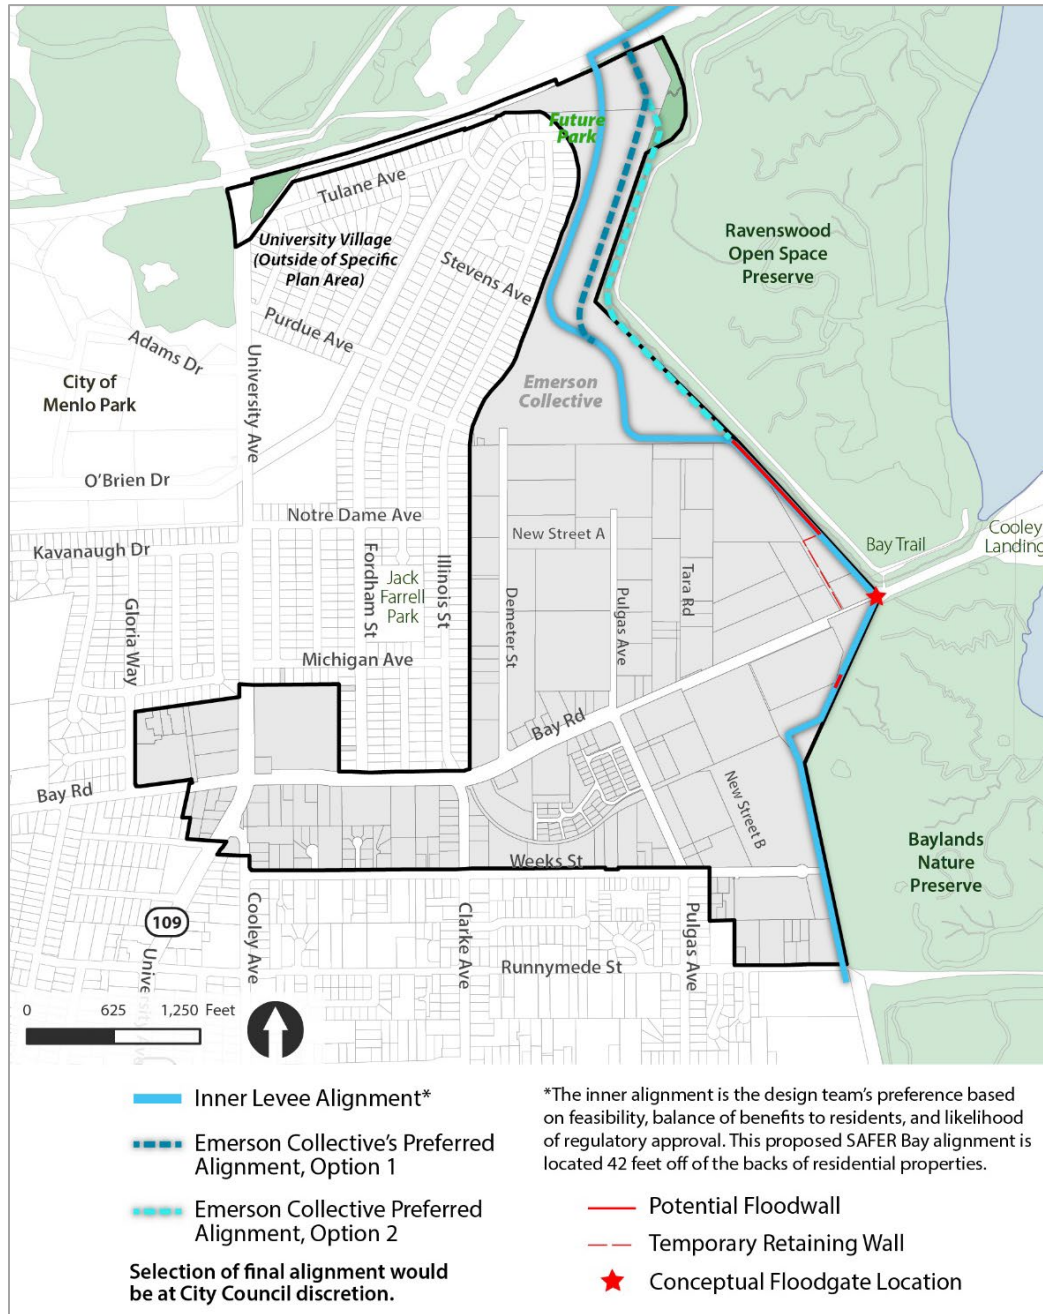 Future
Park
Tulane Ave
University Village
(Outside of Specific
Plan Area)
Stevens Ave
Ravenswood
Open Space
Preserve
Purdue Ave
Adams Dr
University Ave
City of
Menlo Park
Emerson
Collective
O'Brien Dr
Notre Dame Ave
New Street A
Kavanaugh Dr
Bay Trail
Cooley
Landing
Fordham St
Jack
Farrell
Park
Illinois St
Gloria Way
Demeter St
Pulgas Ave
Tara Rd
Michigan Ave
Bay Rd
Bay Rd
New Street B
Weeks St
Baylands
Nature
Preserve
109
Cooley Ave
Clarke Ave
Pulgas Ave
Runnymede St
University Ave
0 625 1,250 Feet
Inner Levee Alignment*
Emerson Collective's Preferred
Alignment, Option 1
Emerson Collective Preferred
Alignment, Option 2
Selection of final alignment would
be at City Council discretion.
*The inner alignment is the design team's preference based
on feasibility, balance of benefits to residents, and likelihood
of regulatory approval. This proposed SAFER Bay alignment is
located 42 feet off of the backs of residential properties.
Potential Floodwall
Temporary Retaining Wall
Conceptual Floodgate Location